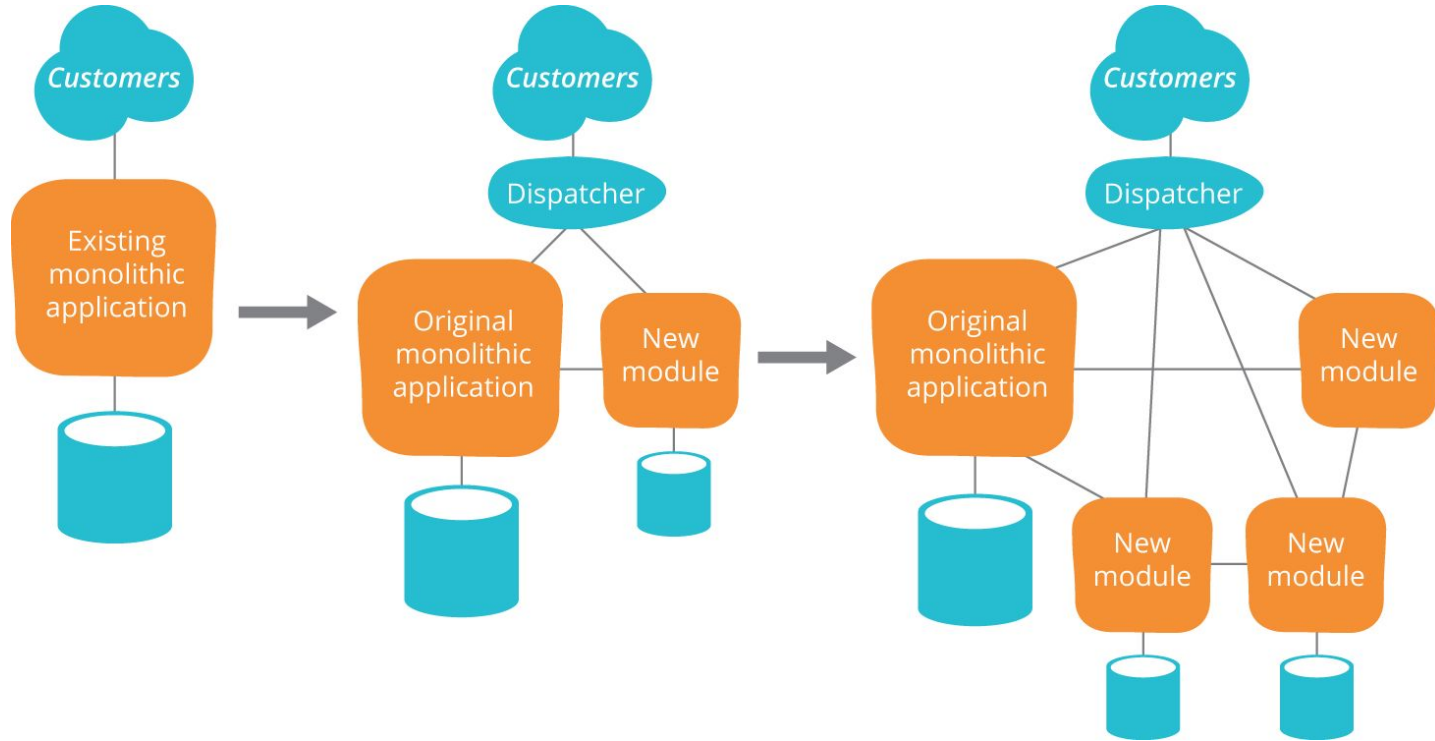 Customers
Existing
monolithic
application
Customers
Dispatcher
Original
monolithic
application
New
module
Customers
Dispatcher
Original
monolithic
application
New
module
New
module
New
module